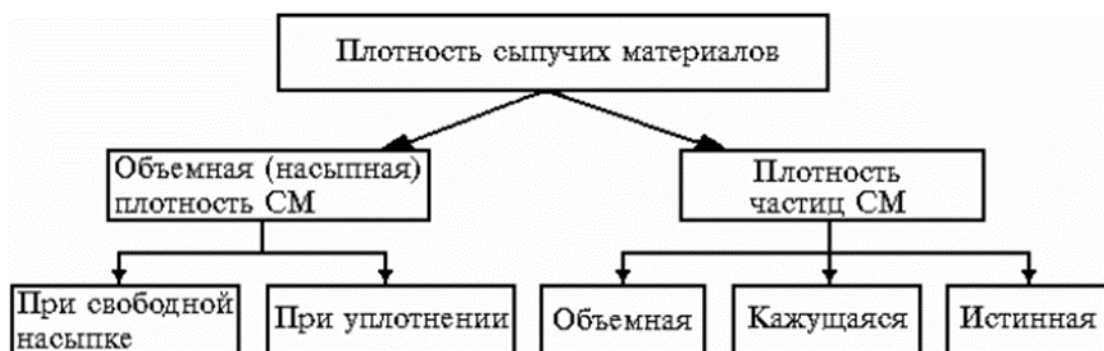 Плотность сыпучих материалов
Объемная (насыпная)
плотность СМ
Плотность
частиц СМ
При свободной
насыпке
При уплотнении
Объемная
Кажущаяся
Истинная